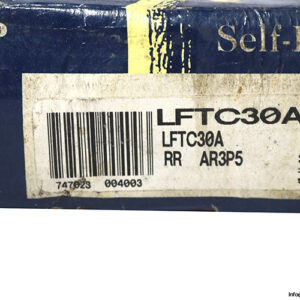 Self-
LFTC30A
LFTC30A
RR AR3P5
747023 004003